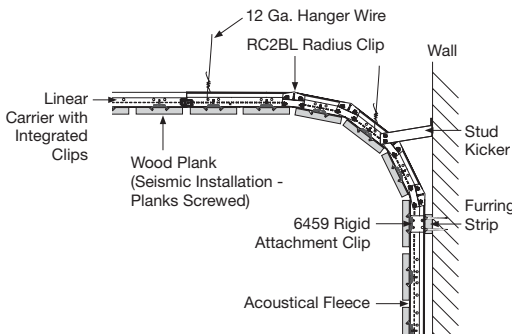 12 Ga. Hanger Wire
RC2BL Radius Clip
Wall
Linear
Carrier with
Integrated
Clips
Wood Plank
(Seismic Installation -
Planks Screwed)
Stud
Kicker
6459 Rigid
Attachment Clip
Furring
Strip
Acoustical Fleece